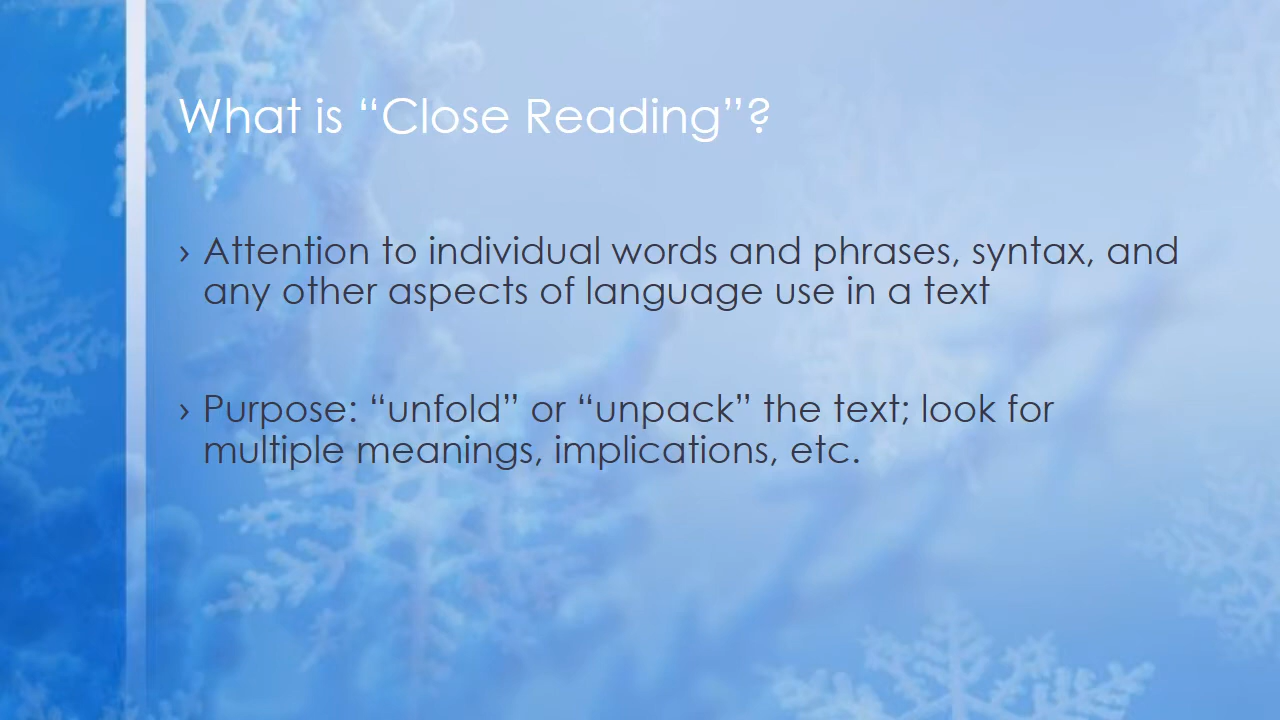 What is “Close Reading”?
› Attention to individual words and phrases, syntax, and
any other aspects of language use in a text
› Purpose: “unfold” or “unpack” the text; look for
multiple meanings, implications, etc.